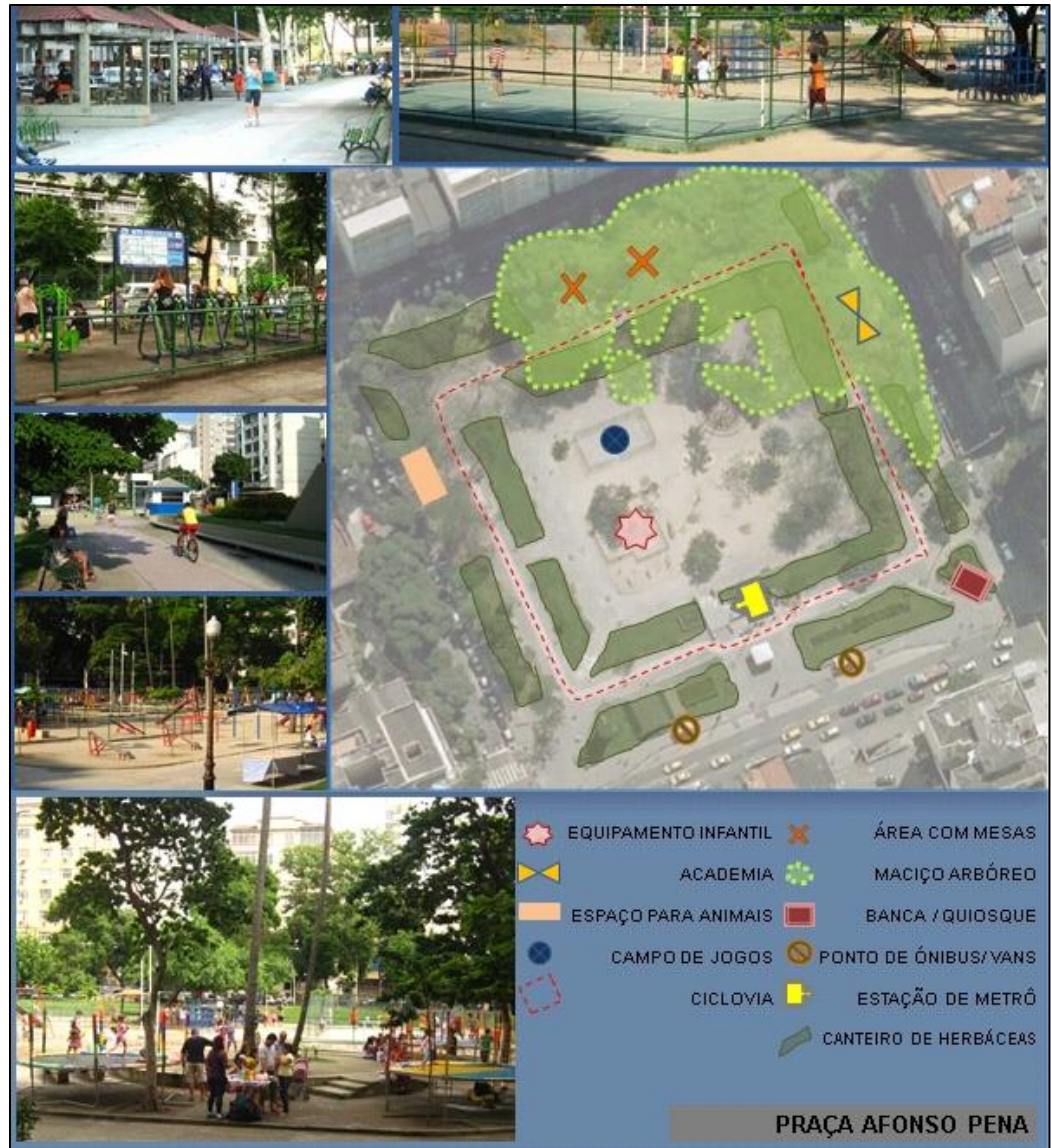 EQUIPAMENTO INFANTIL
ÁREA COM MESAS
ACADEMIA
MACIÇO ARBÓREO
ESPAÇO PARA ANIMAIS
BANCA / QUIOSQUE
CAMPO DE JOGOS
PONTO DE ÓNIBUS/VANS
CICLOVIA
ESTAÇÃO DE METRÔ
CANTEIRO DE HERBÁCEAS
PRAÇA AFONSO PENA